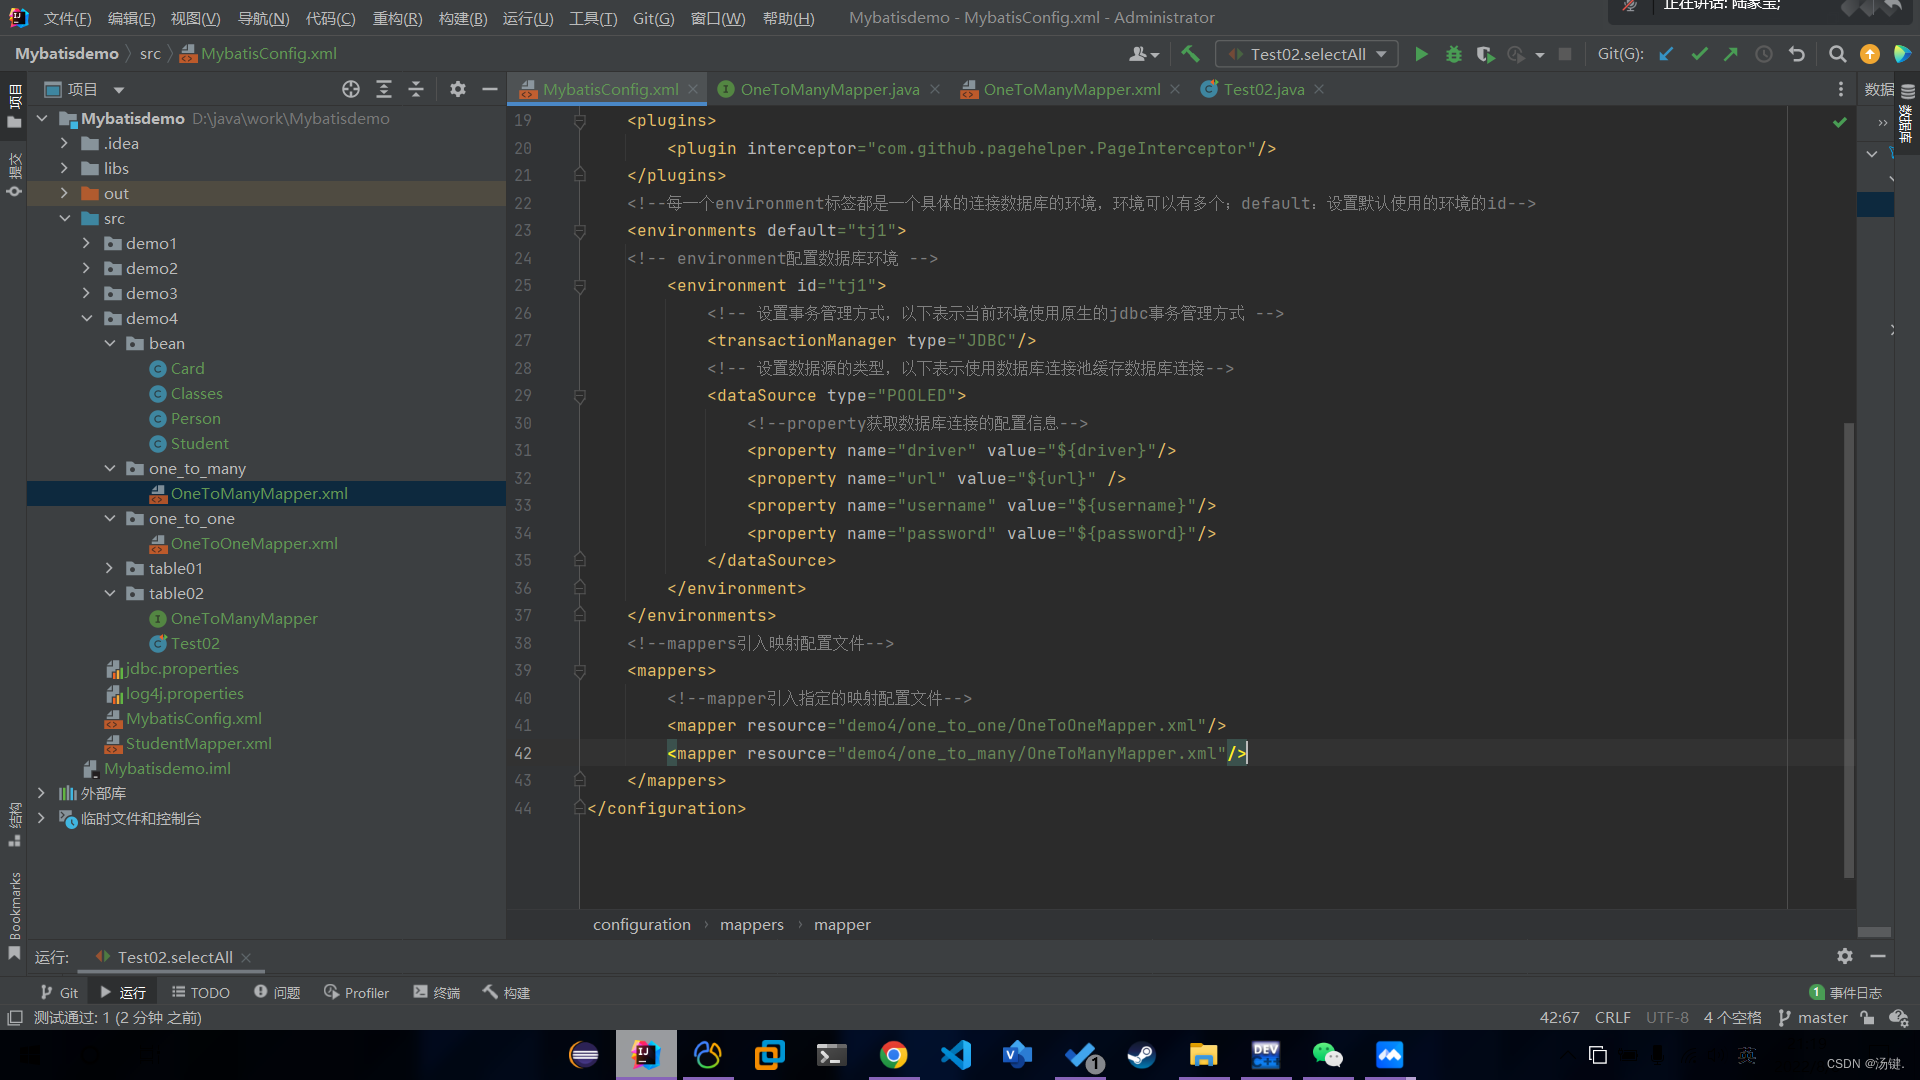 文件(F) 编辑(E) 视图(V) 导航(N) 代码(C) 重构(R) 构建(B) 运行(U) 工具(T) Git(G) 窗口(W) 帮助(H) Mybatisdemo - MybatisConfig.xml - Administrator
正在讲话: 陆家宝;
Mybatisdemo src MybatisConfig.xml
Test02.selectAll
Git(G):
项目
MybatisConfig.xml
OneToManyMapper.java
OneToManyMapper.xml
Test02.java
数据
项目
提交
结构
Bookmarks
数据库
Mybatisdemo D:\java\work\Mybatisdemo
.idea
libs
out
src
demo1
demo2
demo3
demo4
bean
Card
Classes
Person
Student
one_to_many
OneToManyMapper.xml
one_to_one
OneToOneMapper.xml
table01
table02
OneToManyMapper
Test02
jdbc.properties
log4j.properties
MybatisConfig.xml
StudentMapper.xml
Mybatisdemo.iml
外部库
临时文件和控制台
19 <plugins>
20 <plugin interceptor="com.github.pagehelper.PageInterceptor"/>
21 </plugins>
22 <!--每一个environment标签都是一个具体的连接数据库的环境，环境可以有多个；default：设置默认使用的环境的id-->
23 <environments default="tj1">
24 <!-- environment配置数据库环境 -->
25 <environment id="tj1">
26 <!-- 设置事务管理方式，以下表示当前环境使用原生的jdbc事务管理方式 -->
27 <transactionManager type="JDBC"/>
28 <!-- 设置数据源的类型，以下表示使用数据库连接池缓存数据库连接-->
29 <dataSource type="POOLED">
30 <!--property获取数据库连接的配置信息-->
31 <property name="driver" value="${driver}"/>
32 <property name="url" value="${url}" />
33 <property name="username" value="${username}"/>
34 <property name="password" value="${password}"/>
35 </dataSource>
36 </environment>
37 </environments>
38 <!--mappers引入映射配置文件-->
39 <mappers>
40 <!--mapper引入指定的映射配置文件-->
41 <mapper resource="demo4/one_to_one/OneToOneMapper.xml"/>
42 <mapper resource="demo4/one_to_many/OneToManyMapper.xml"/>
43 </mappers>
44 </configuration>
configuration › mappers › mapper
运行: Test02.selectAll
Git 运行 TODO 问题 Profiler 终端 构建
1 事件日志
测试通过: 1 (2 分钟 之前)
42:67 CRLF UTF-8 4 个空格 master
DEV C++
1
英
CSDN @汤键.